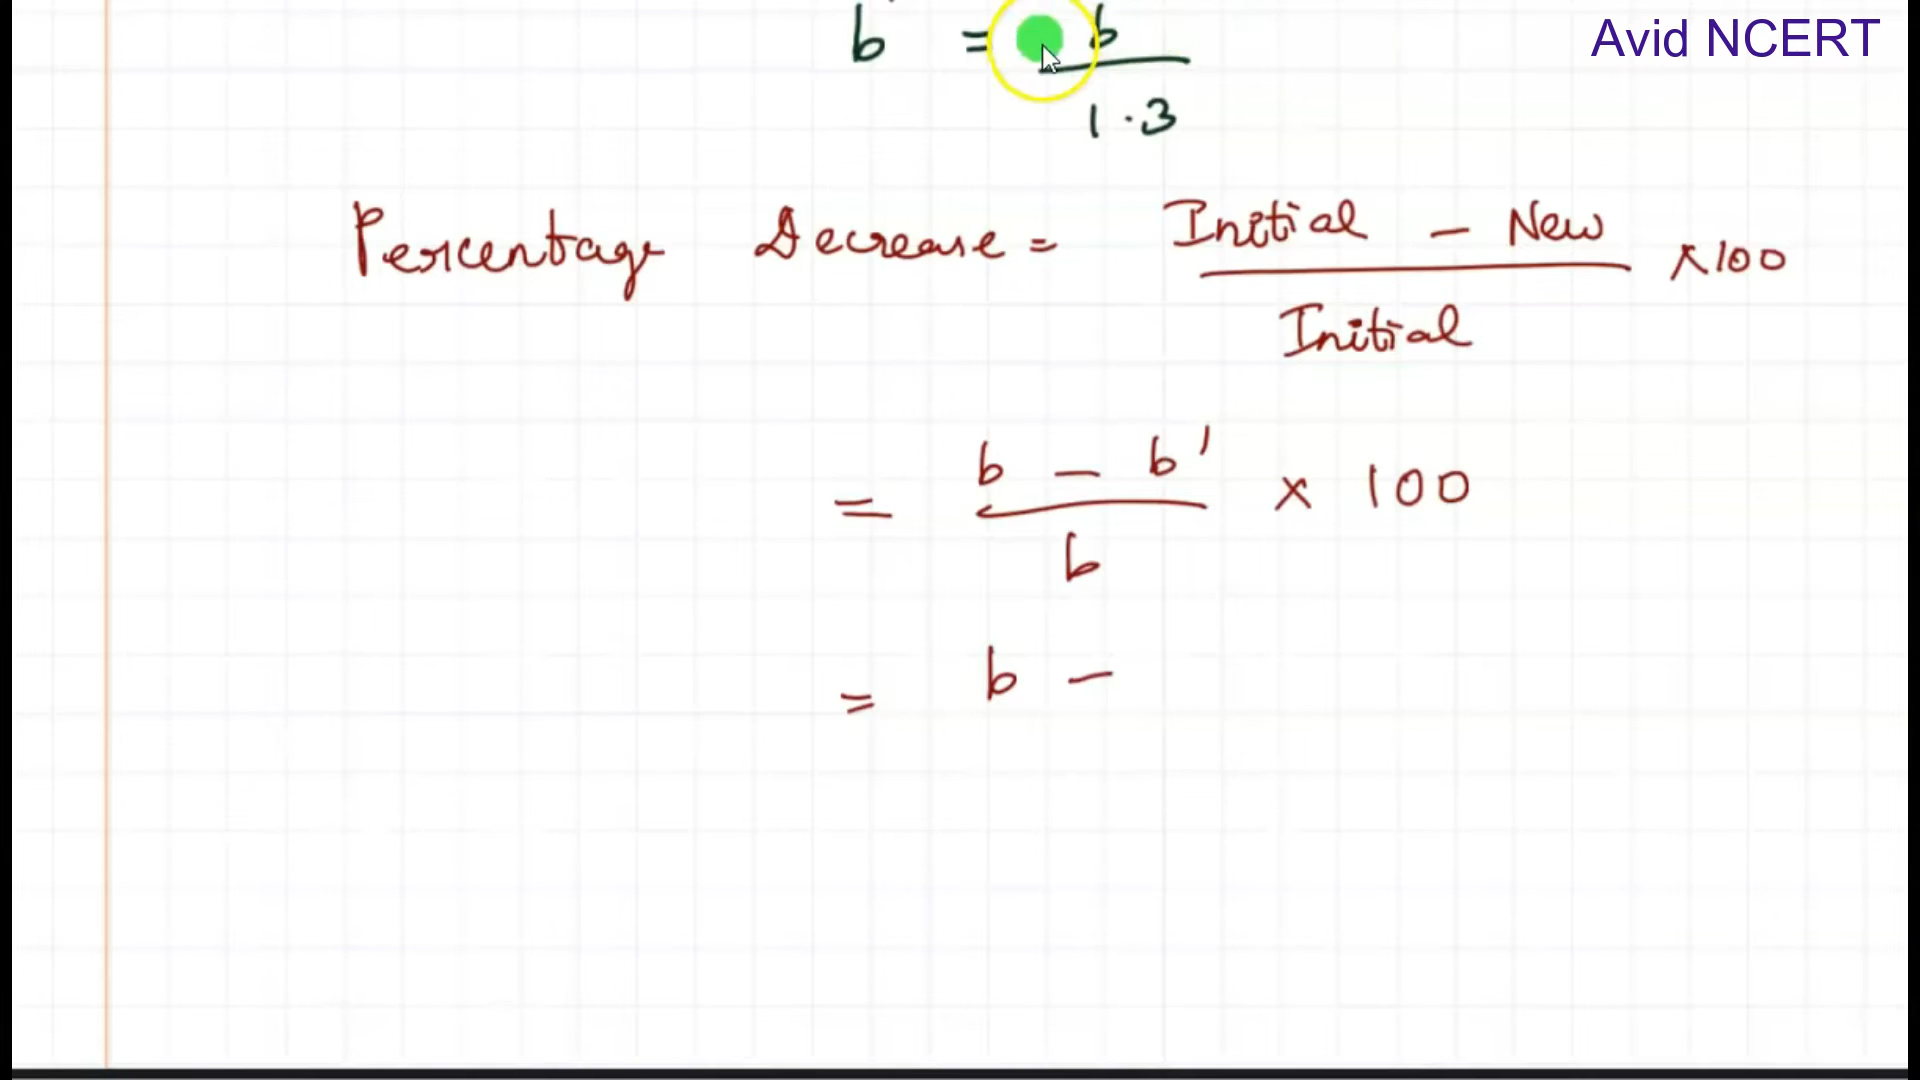 Avid NCERT
b' = b
1.3
Percentage Decrease = Initial - New × 100
Initial
= b - b' × 100
b
= b -